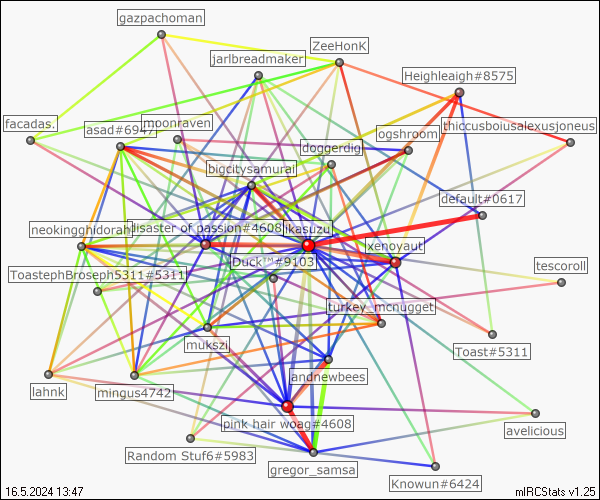 gazpachoman
ZeeHonK
jarlbreadmaker
Heighleaigh#8575
facadas.
asad#6947
moonraven
ogshroom
thiccusboiusalexusjoneus
doggerdig
bigcitysamurai
default#0617
neokingghidorah
disaster of passion#4608
ikasuzu
xenoyaut
ToastephBroseph5311#5311
Duck™#9103
tescoroll
turkey_mcnugget
mukszi
Toast#5311
andnewbees
lahnk
mingus4742
pink hair woag#4608
avelicious
Random Stuf6#5983
gregor_samsa
Knowun#6424
16.5.2024 13:47
mIRCStats v1.25